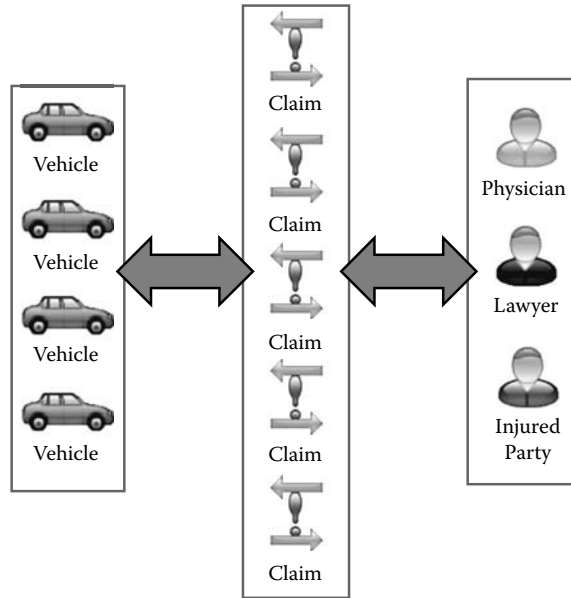 Vehicle
Vehicle
Vehicle
Vehicle
Claim
Claim
Claim
Claim
Claim
Physician
Lawyer
Injured
Party